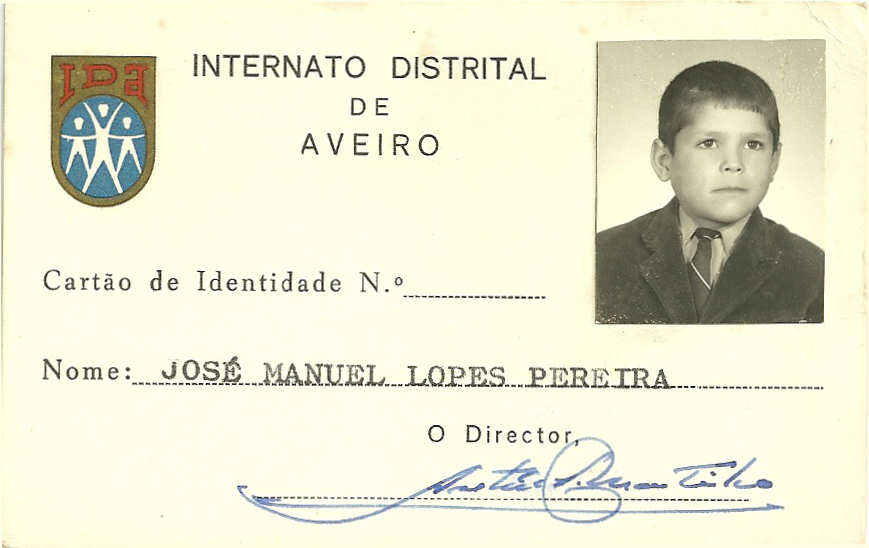 IDA
INTERNATO DISTRITAL
DE
AVEIRO
Cartão de Identidade N.º
Nome: JOSÉ MANUEL LOPES PEREIRA
O Director,